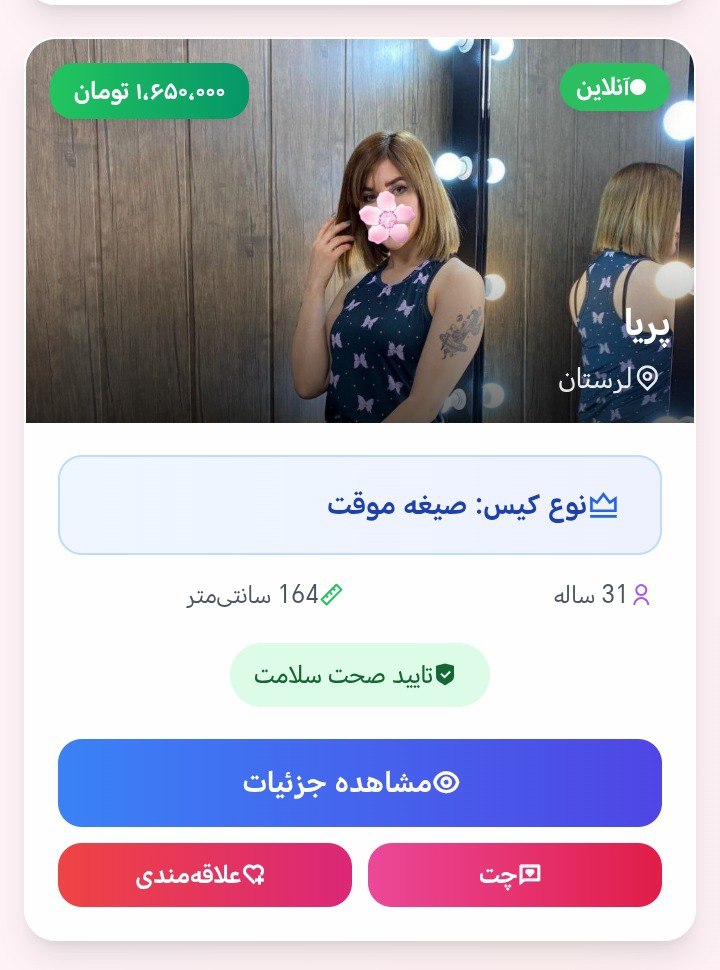 آنلاین
۱،۶۵۰،۰۰۰ تومان
پریا
لرستان
نوع کیس: صیغه موقت
31 ساله
164 سانتی‌متر
تایید صحت سلامت
مشاهده جزئیات
چت
علاقه‌مندی